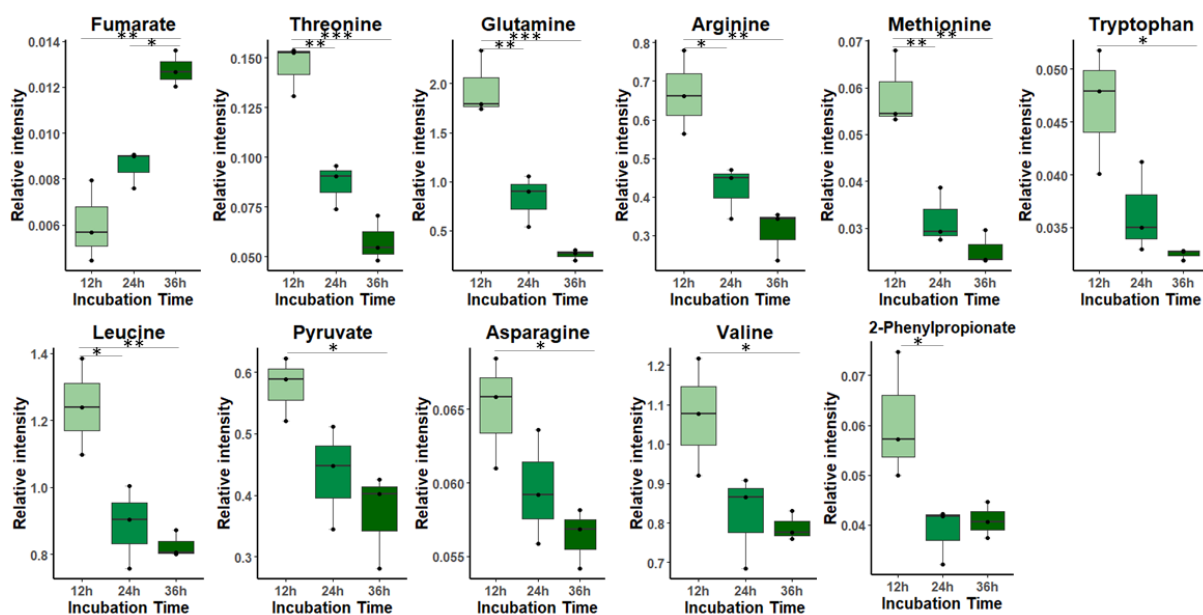 Fumarate Threonine Glutamine Arginine Methionine Tryptophan
** *
** ***
** ***
* **
** **
*
Relative intensity Relative intensity Relative intensity Relative intensity Relative intensity Relative intensity
0.014 0.012 0.010 0.008 0.006
0.150 0.125 0.100 0.075 0.050
2.0 1.5 1.0 0.5
0.8 0.7 0.6 0.5 0.4 0.3
0.07 0.06 0.05 0.04 0.03 0.02
0.050 0.045 0.040 0.035
12h 24h 36h 12h 24h 36h 12h 24h 36h 12h 24h 36h 12h 24h 36h 12h 24h 36h
Incubation Time Incubation Time Incubation Time Incubation Time Incubation Time Incubation Time
Leucine Pyruvate Asparagine Valine 2-Phenylpropionate
* **
*
*
*
*
Relative intensity Relative intensity Relative intensity Relative intensity Relative intensity
1.4 1.2 1.0 0.8
0.6 0.5 0.4 0.3
0.065 0.060 0.055
1.2 1.1 1.0 0.9 0.8 0.7
0.07 0.06 0.05 0.04
12h 24h 36h 12h 24h 36h 12h 24h 36h 12h 24h 36h 12h 24h 36h
Incubation Time Incubation Time Incubation Time Incubation Time Incubation Time